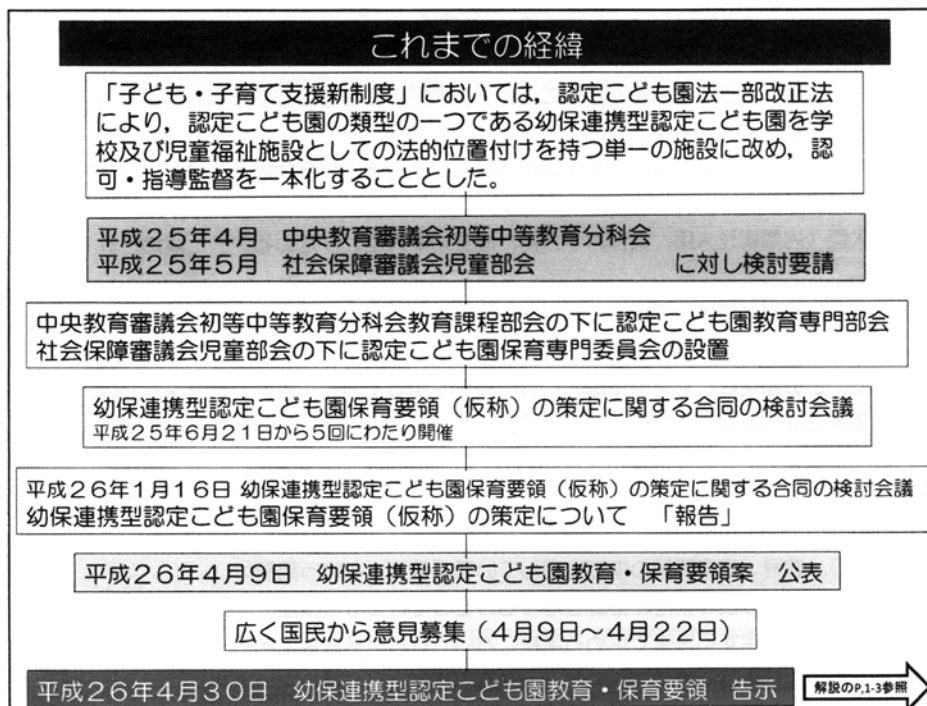 これまでの経緯
「子ども・子育て支援新制度」においては，認定こども園法一部改正法
により，認定こども園の類型の一つである幼保連携型認定こども園を学
校及び児童福祉施設としての法的位置付けを持つ単一の施設に改め，認
可・指導監督を一本化することとした。
平成２５年４月　中央教育審議会初等中等教育分科会
平成２５年５月　社会保障審議会児童部会　に対し検討要請
中央教育審議会初等中等教育分科会教育課程部会の下に認定こども園教育専門部会
社会保障審議会児童部会の下に認定こども園保育専門委員会の設置
幼保連携型認定こども園保育要領（仮称）の策定に関する合同の検討会議
平成２５年６月２１日から５回にわたり開催
平成２６年１月１６日 幼保連携型認定こども園保育要領（仮称）の策定に関する合同の検討会議
幼保連携型認定こども園保育要領（仮称）の策定について　「報告」
平成２６年４月９日　幼保連携型認定こども園教育・保育要領案　公表
広く国民から意見募集（４月９日～４月２２日）
平成２６年４月３０日　幼保連携型認定こども園教育・保育要領　告示
解説のP,1-3参照